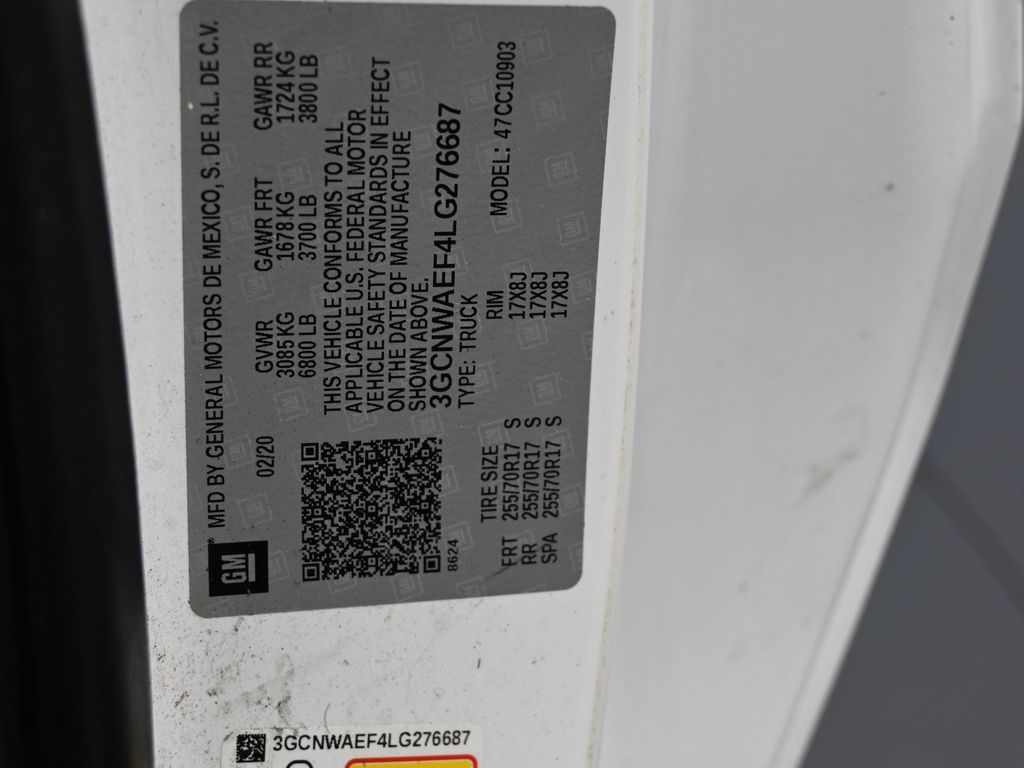 GM
MFD BY GENERAL MOTORS DE MEXICO, S. DE R.L. DE C.V.
02/20
GVWR GAWR FRT GAWR RR
3085 KG 1678 KG 1724 KG
6800 LB 3700 LB 3800 LB
THIS VEHICLE CONFORMS TO ALL
APPLICABLE U.S. FEDERAL MOTOR
VEHICLE SAFETY STANDARDS IN EFFECT
ON THE DATE OF MANUFACTURE
SHOWN ABOVE.
3GCNWAEF4LG276687
8624
TYPE: TRUCK
TIRE SIZE RIM MODEL: 47CC10903
FRT 255/70R17 S 17X8J
RR 255/70R17 S 17X8J
SPA 255/70R17 S 17X8J
3GCNWAEF4LG276687